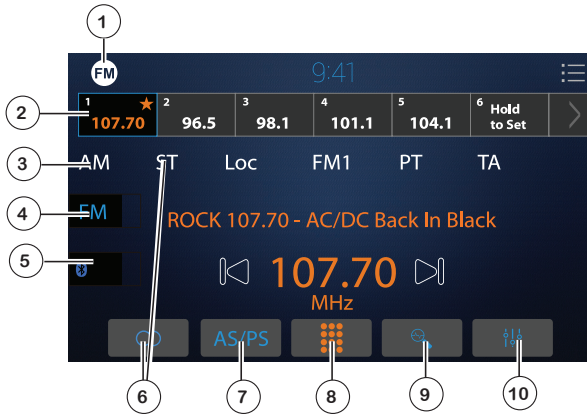 1
FM
9:41
2
1 107.70 2 96.5 3 98.1 4 101.1 5 104.1 6 Hold to Set
3
AM ST Loc FM1 PT TA
4
FM
ROCK 107.70 - AC/DC Back In Black
5
107.70
MHz
AS/PS
6 7 8 9 10